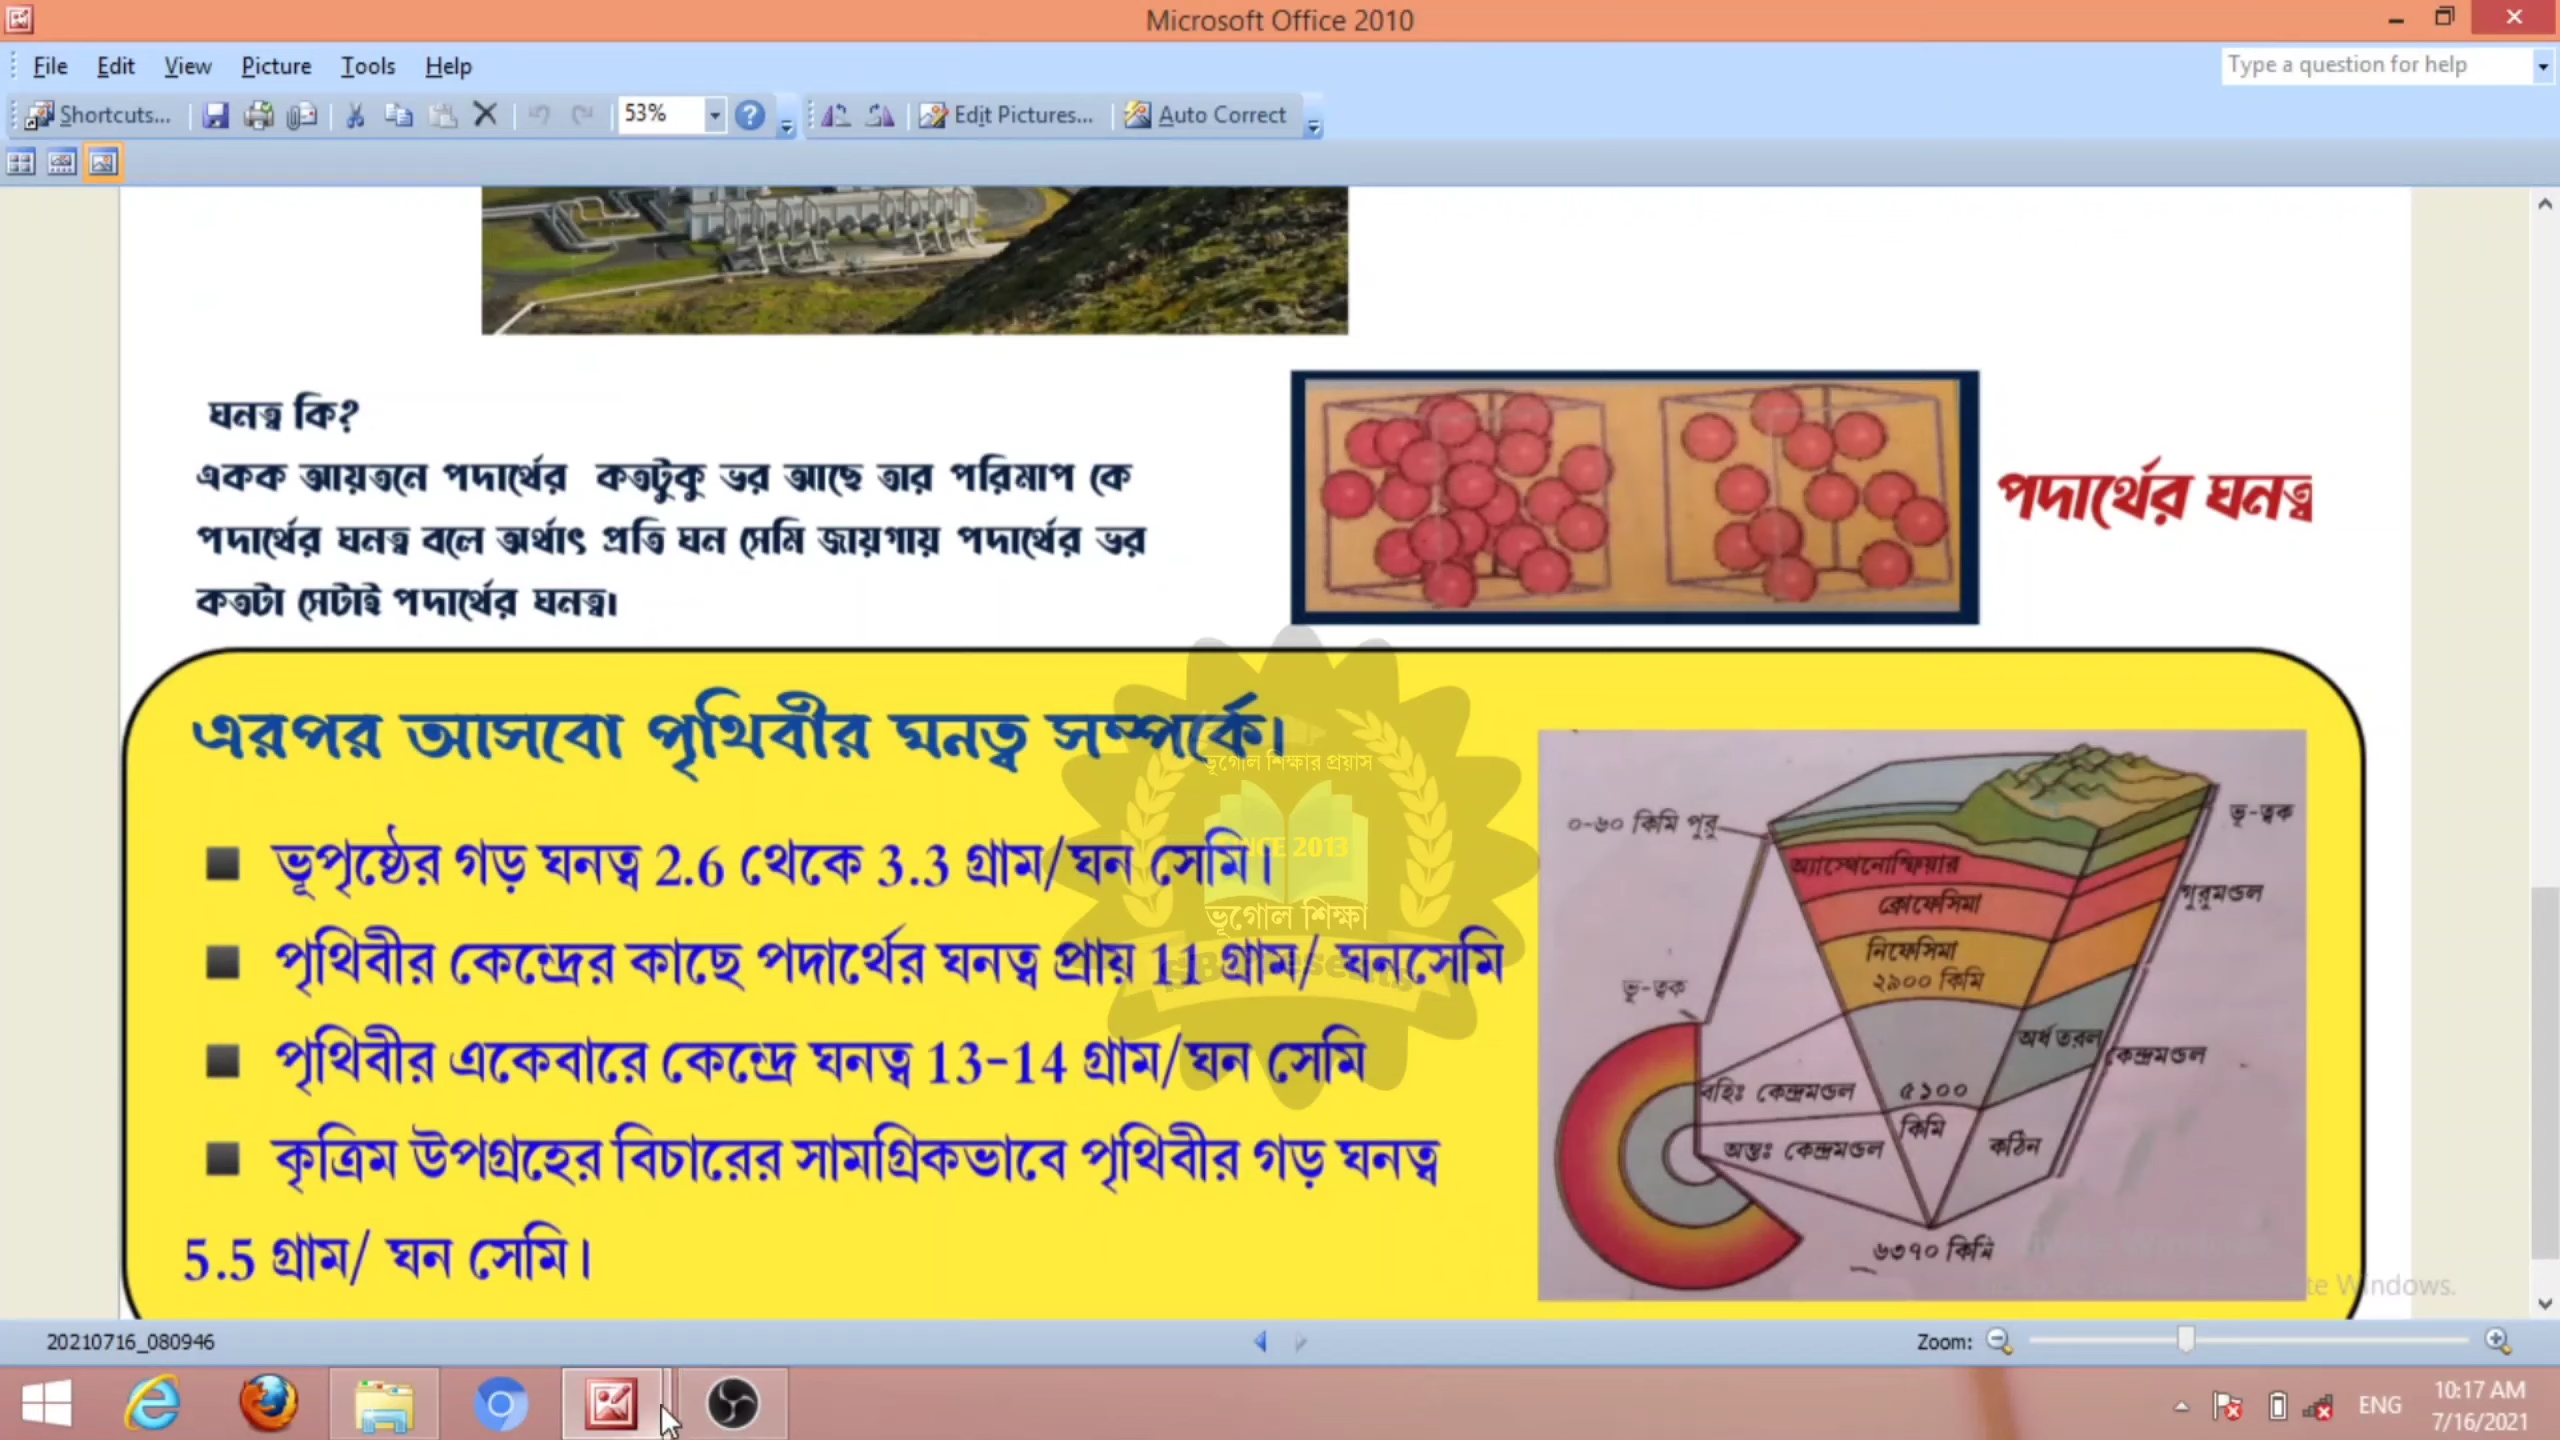 Microsoft Office 2010
File Edit View Picture Tools Help
Type a question for help
Shortcuts... 53% Edit Pictures... Auto Correct
ঘনত্ব কি?
একক আয়তনে পদার্থের কতটুকু ভর আছে তার পরিমাপ কে
পদার্থের ঘনত্ব বলে অর্থাৎ প্রতি ঘন সেমি জায়গায় পদার্থের ভর
কতটা সেটাই পদার্থের ঘনত্ব।
পদার্থের ঘনত্ব
এরপর আসবো পৃথিবীর ঘনত্ব সম্পর্কে।
ভূগোল শিক্ষার প্রয়াস
SINCE 2013
ভূগোল শিক্ষা
ভূপৃষ্ঠের গড় ঘনত্ব 2.6 থেকে 3.3 গ্রাম/ঘন সেমি।
পৃথিবীর কেন্দ্রের কাছে পদার্থের ঘনত্ব প্রায় 11 গ্রাম/ ঘনসেমি
পৃথিবীর একেবারে কেন্দ্রে ঘনত্ব 13-14 গ্রাম/ঘন সেমি
কৃত্রিম উপগ্রহের বিচারের সামগ্রিকভাবে পৃথিবীর গড় ঘনত্ব
5.5 গ্রাম/ ঘন সেমি।
০-৬০ কিমি পুরু
ভূ-ত্বক
অ্যাস্থেনোস্ফিয়ার
ক্রোফেসিমা
গুরুমণ্ডল
নিফেসিমা
২৯০০ কিমি
ভূ-ত্বক
অর্ধ তরল
কেন্দ্রমণ্ডল
বহিঃ কেন্দ্রমণ্ডল
৫১০০
কিমি
অন্তঃ কেন্দ্রমণ্ডল
কঠিন
৬৩৭০ কিমি
Windows.
20210716_080946
Zoom:
ENG
10:17 AM
7/16/2021